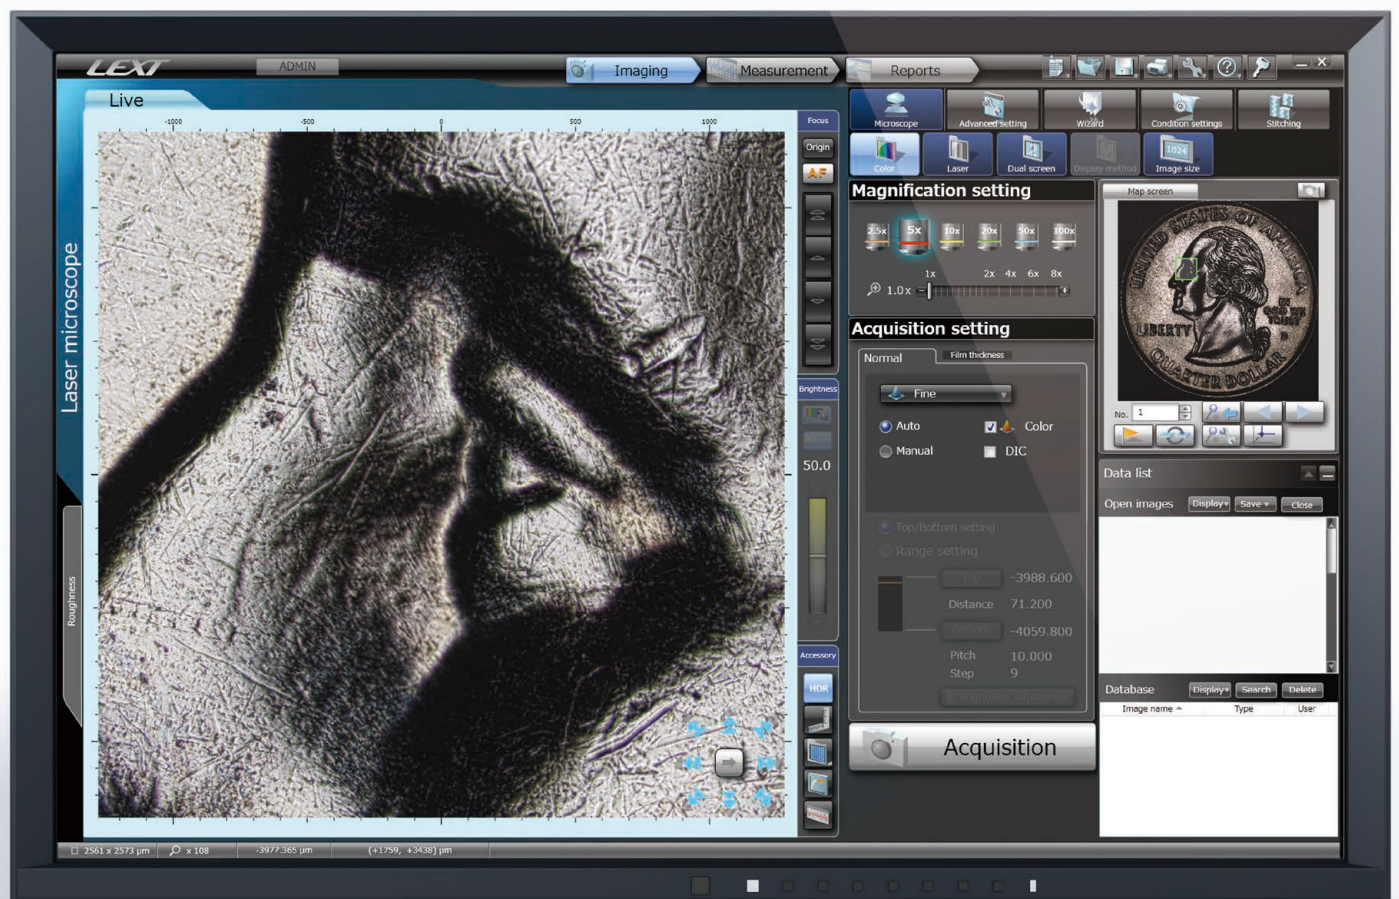 LEXT
ADMIN
Imaging
Measurement
Reports
Live
-1000
-500
0
500
1000
Laser microscope
Roughness
Focus
Origin
AF
Brightness
50.0
Accessory
HDR
Microscope
Advanced setting
Wizard
Condition settings
Stitching
Color
Laser
Dual screen
Display method
1024
Image size
Magnification setting
2.5x 5x 10x 20x 50x 100x
1x 2x 4x 6x 8x
1.0x
Acquisition setting
Normal
Film thickness
Fine
Auto
Color
Manual
DIC
Top/Bottom setting
Range setting
Top -3988.600
Distance 71.200
Bottom -4059.800
Pitch 10.000
Step 9
Acquisition
Map screen
UNITED STATES OF AMERICA
LIBERTY
IN
GOD WE
TRUST
QUARTER DOLLAR
No. 1
Data list
Open images Display Save Close
Database Display Search Delete
Image name Type User
2561 x 2573 µm
x 108
-3977.365 µm
(+1759, +3438) µm